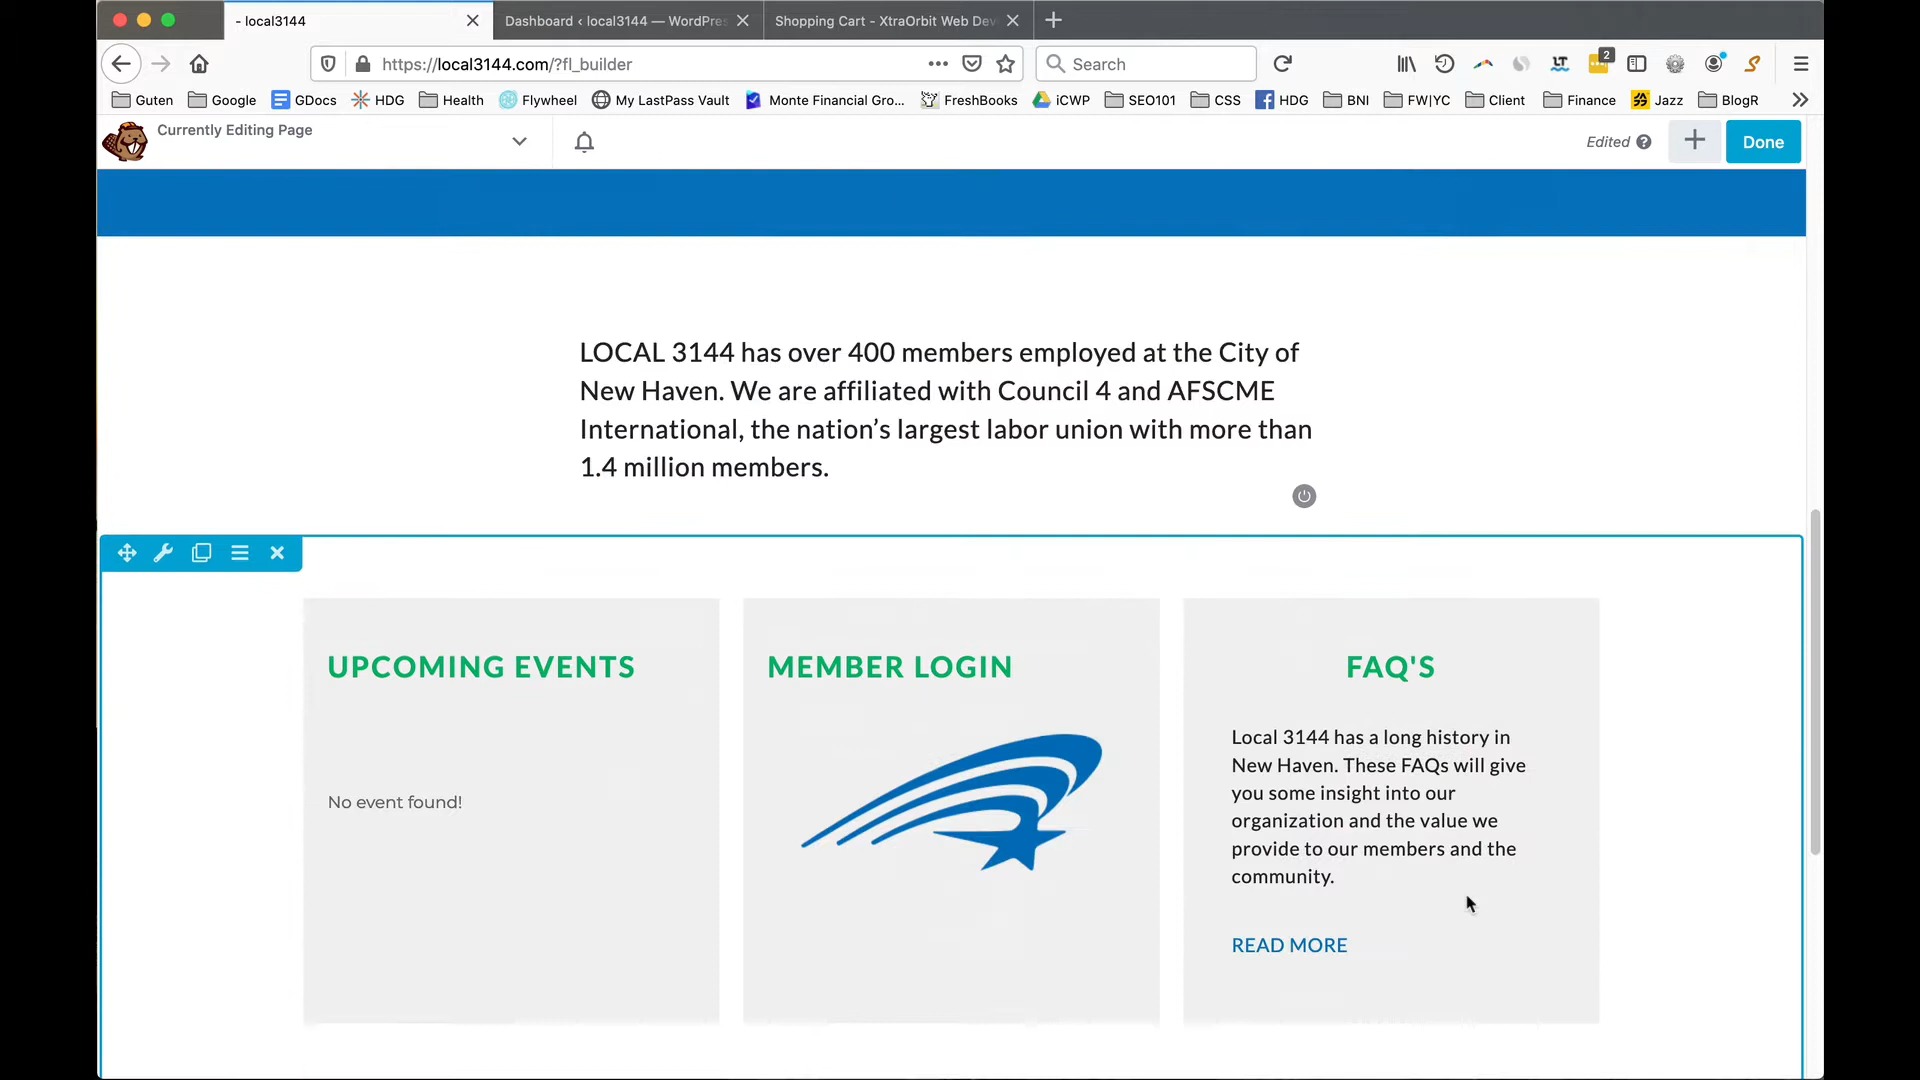 - local3144
Dashboard ‹ local3144 — WordPres
Shopping Cart - XtraOrbit Web Dev
https://local3144.com/?fl_builder
Search
2
Guten
Google
GDocs
HDG
Health
Flywheel
My LastPass Vault
Monte Financial Gro...
FreshBooks
iCWP
SEO101
CSS
HDG
BNI
FW|YC
Client
Finance
Jazz
BlogR
Currently Editing Page
Edited
Done
LOCAL 3144 has over 400 members employed at the City of
New Haven. We are affiliated with Council 4 and AFSCME
International, the nation’s largest labor union with more than
1.4 million members.
UPCOMING EVENTS
No event found!
MEMBER LOGIN
FAQ'S
Local 3144 has a long history in
New Haven. These FAQs will give
you some insight into our
organization and the value we
provide to our members and the
community.
READ MORE